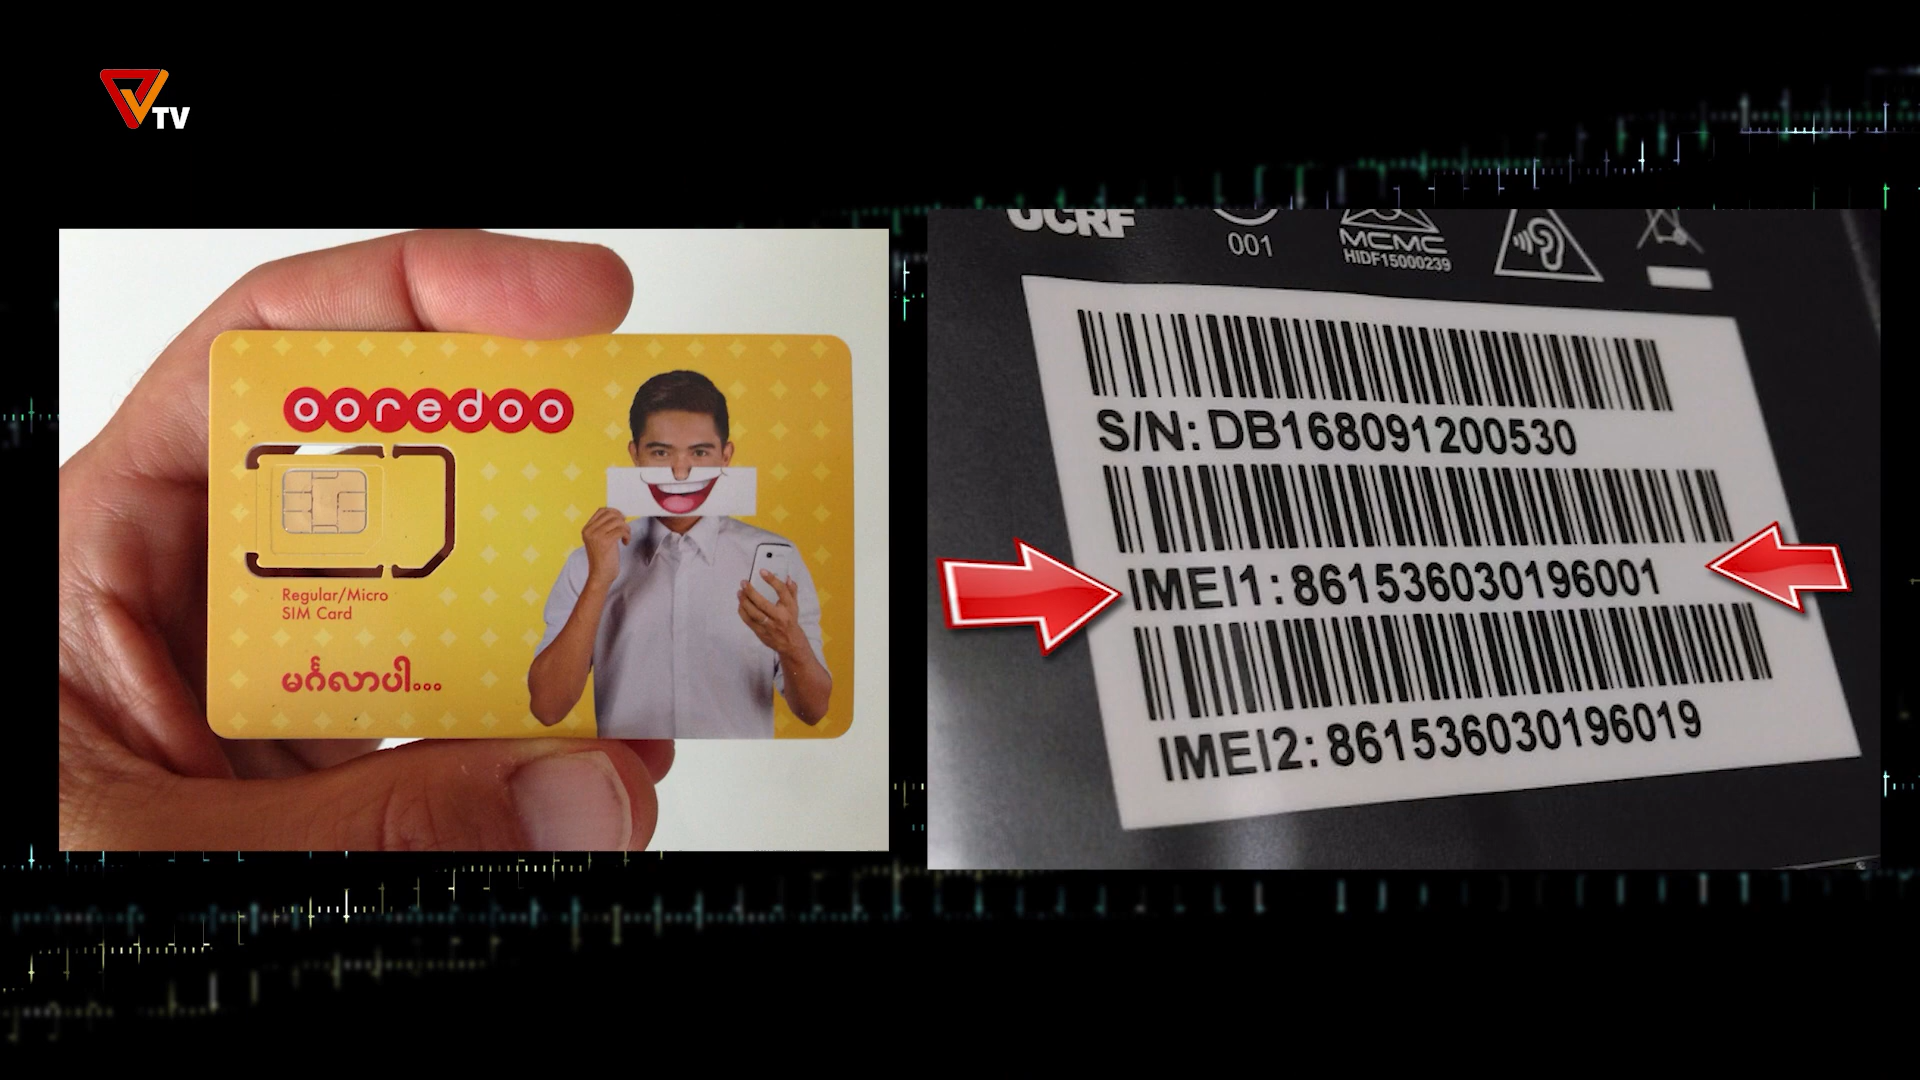 TV
ooredoo
Regular/Micro
SIM Card
မင်္ဂလာပါ...
UCRF
001
MCMC
HIDF15000239
S/N: DB168091200530
IMEI1: 861536030196001
IMEI2: 861536030196019